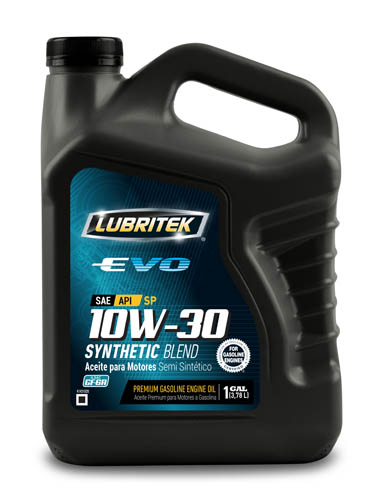 LUBRITEK
EVO
SAE API SP
10W-30
SYNTHETIC BLEND
Aceite para Motores Semi Sintético
FOR
GASOLINE
ENGINES
GF-6A
PREMIUM GASOLINE ENGINE OIL
Aceite Premium para Motores a Gasolina
1 GAL
(3,78 L)